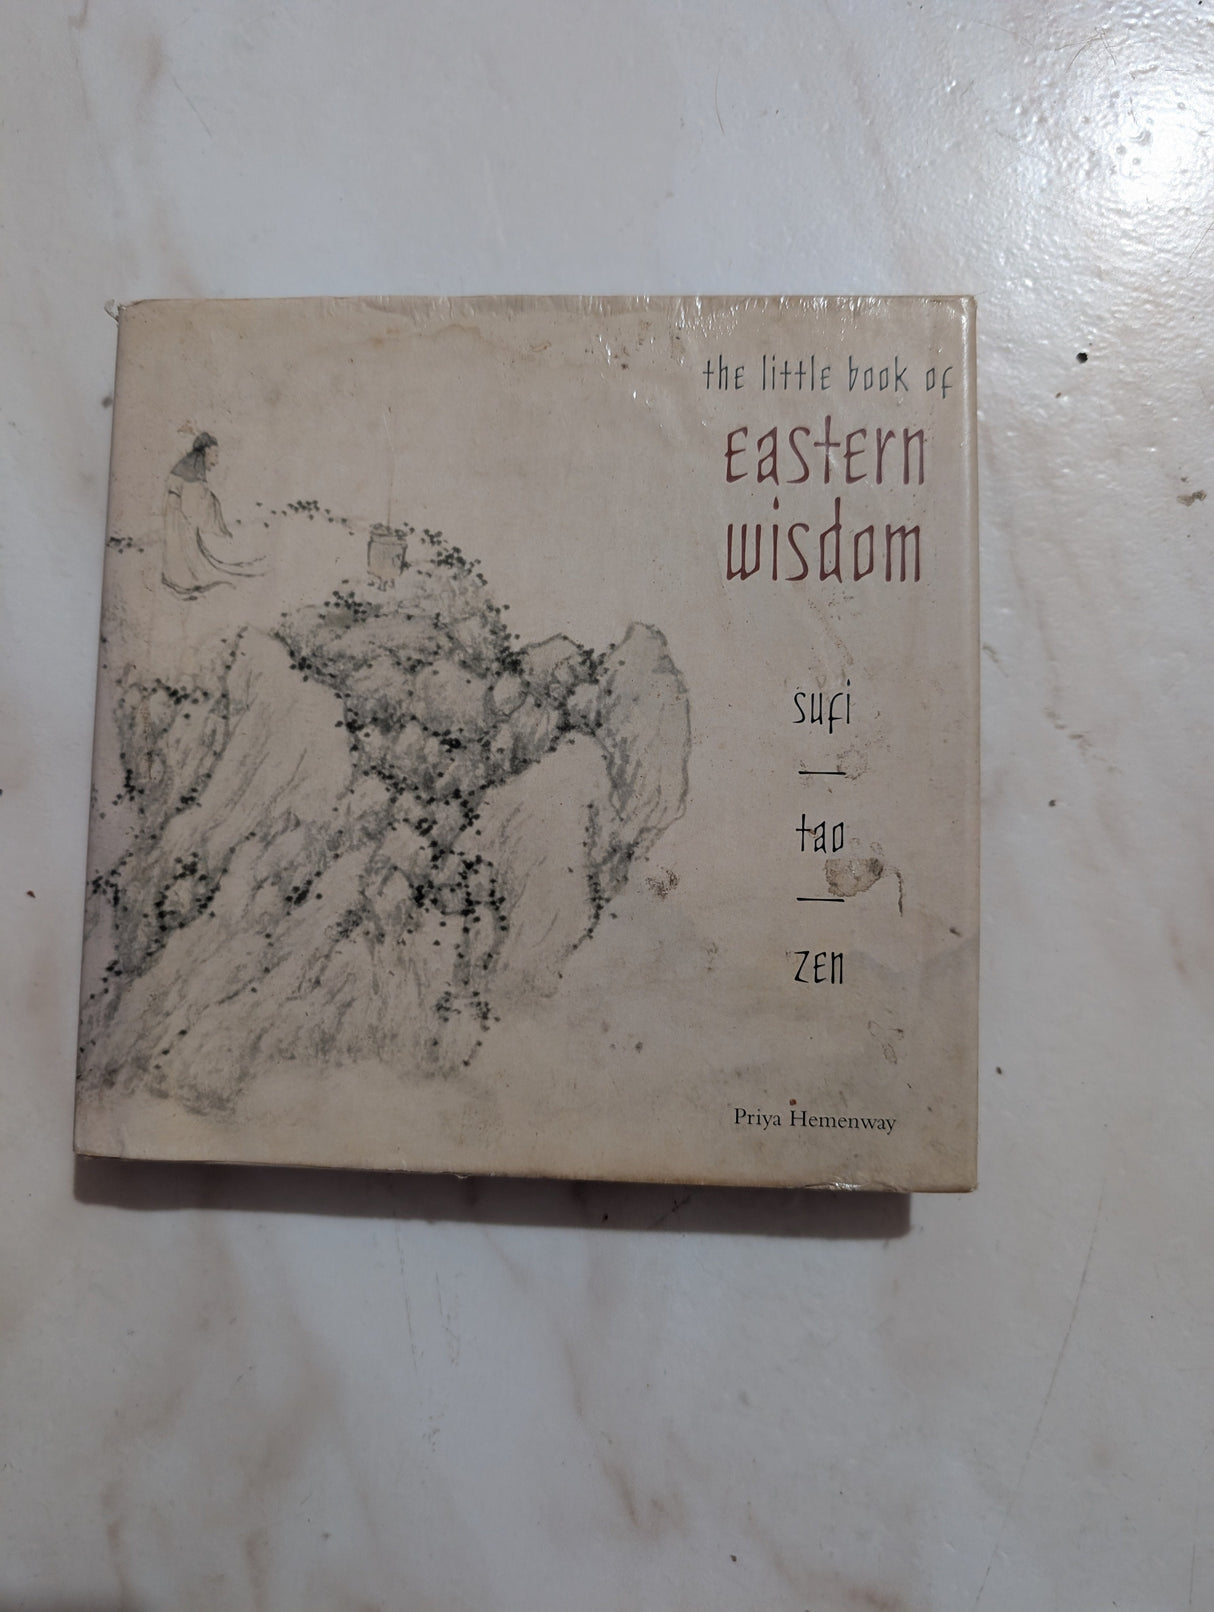 the little book of
eastern
wisdom
sufi
—
tao
—
zen
Priya Hemenway